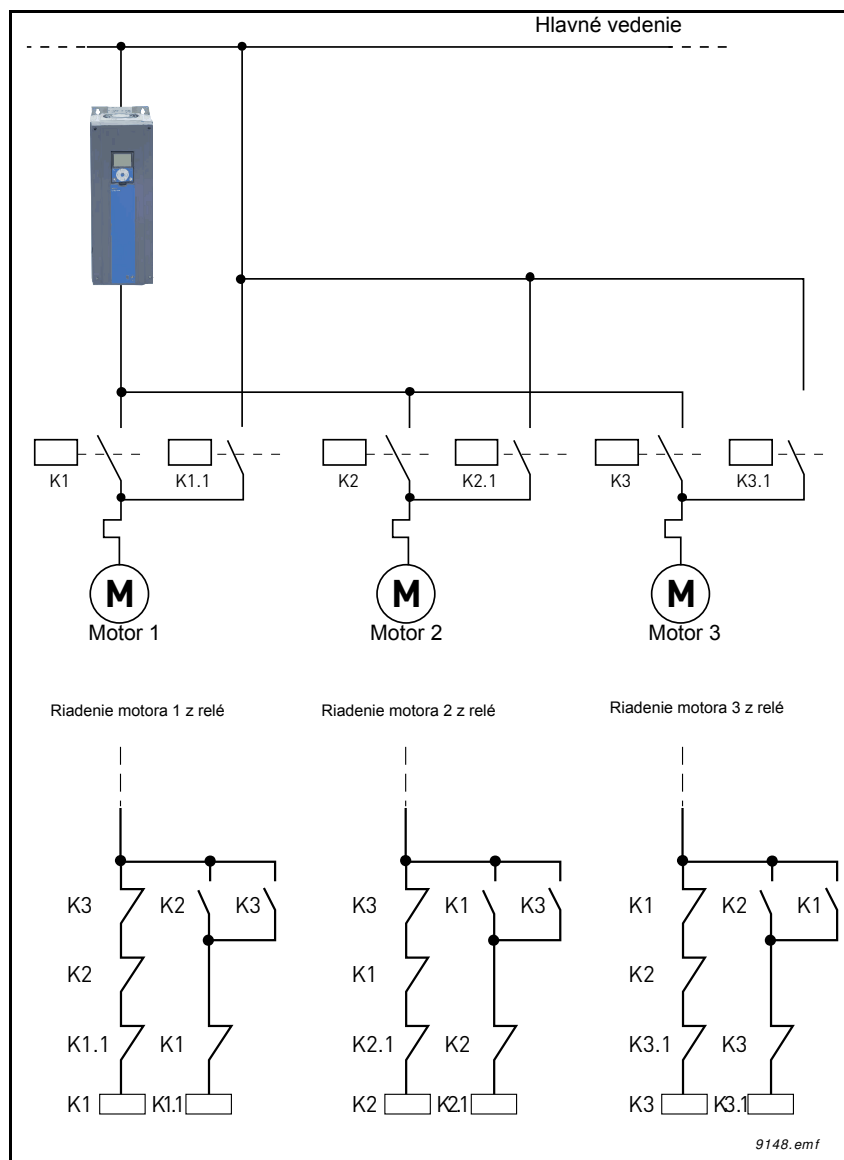 Hlavné vedenie
K1 K1.1 K2 K2.1 K3 K3.1
M M M
Motor 1 Motor 2 Motor 3
Riadenie motora 1 z relé Riadenie motora 2 z relé Riadenie motora 3 z relé
K3 K2 K3 K3 K1 K3 K1 K2 K1
K2 K1 K2
K1.1 K1 K2.1 K2 K3.1 K3
K1 K1.1 K2 K2.1 K3 K3.1
9148.emf